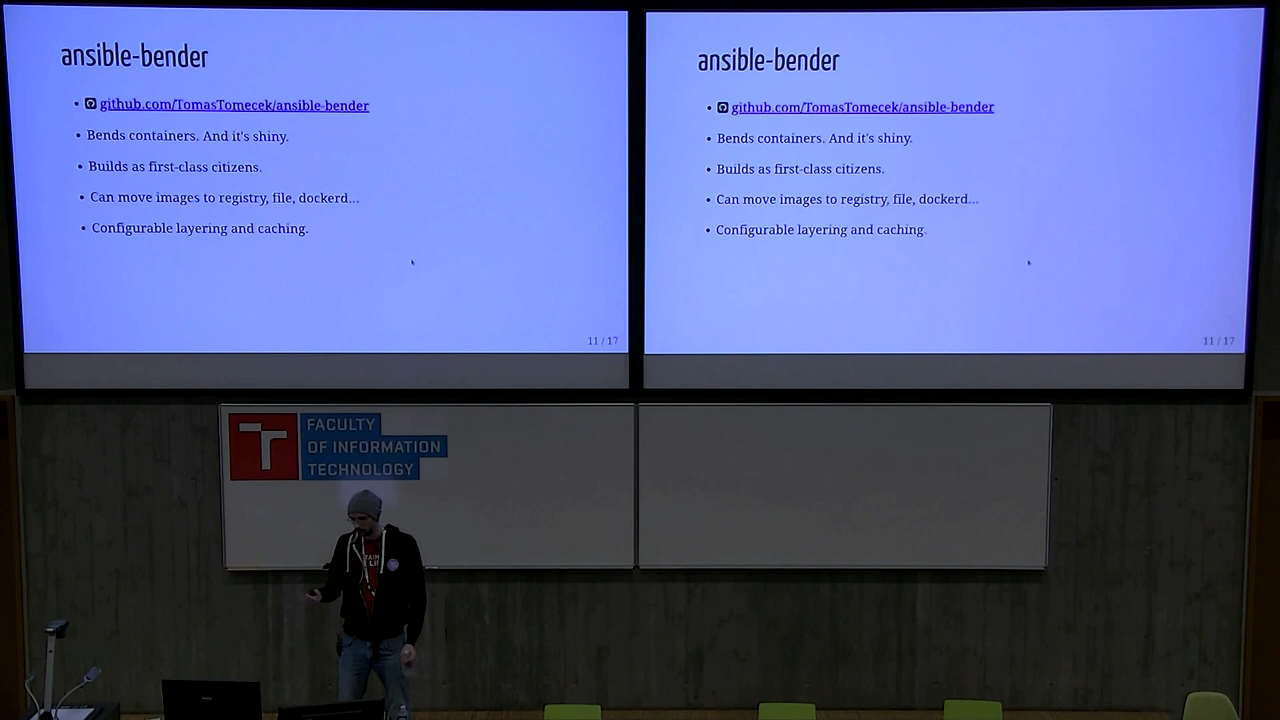 ansible-bender
github.com/TomasTomecek/ansible-bender
Bends containers. And it's shiny.
Builds as first-class citizens.
Can move images to registry, file, dockerd...
Configurable layering and caching.
11 / 17
ansible-bender
github.com/TomasTomecek/ansible-bender
Bends containers. And it's shiny.
Builds as first-class citizens.
Can move images to registry, file, dockerd...
Configurable layering and caching.
11 / 17
T
FACULTY
OF INFORMATION
TECHNOLOGY